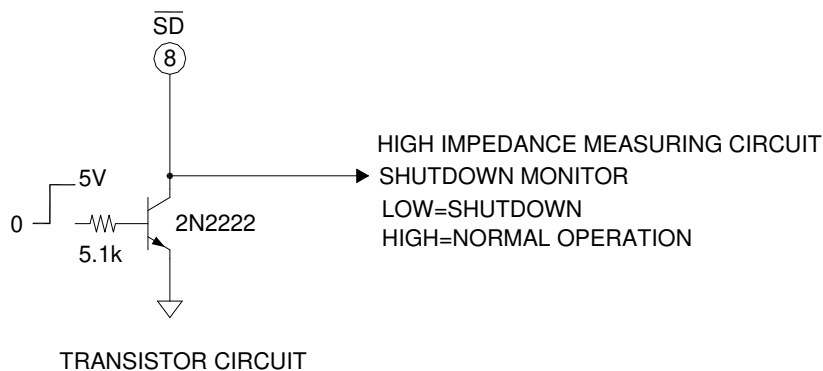 S̅D̅
8
HIGH IMPEDANCE MEASURING CIRCUIT
SHUTDOWN MONITOR
LOW=SHUTDOWN
HIGH=NORMAL OPERATION
5V
0
2N2222
5.1k
TRANSISTOR CIRCUIT